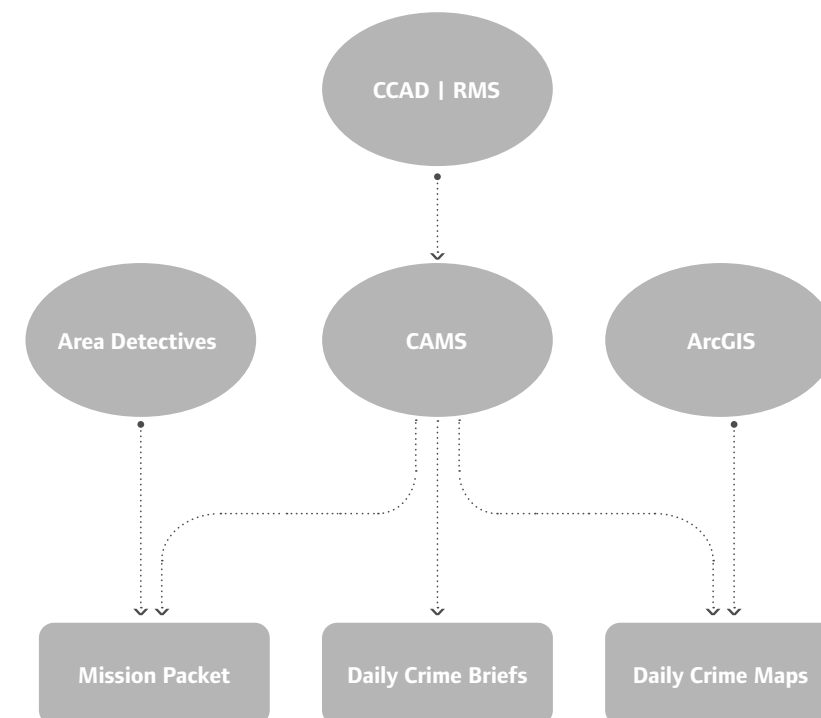 CCAD | RMS
Area Detectives
CAMS
ArcGIS
Mission Packet
Daily Crime Briefs
Daily Crime Maps